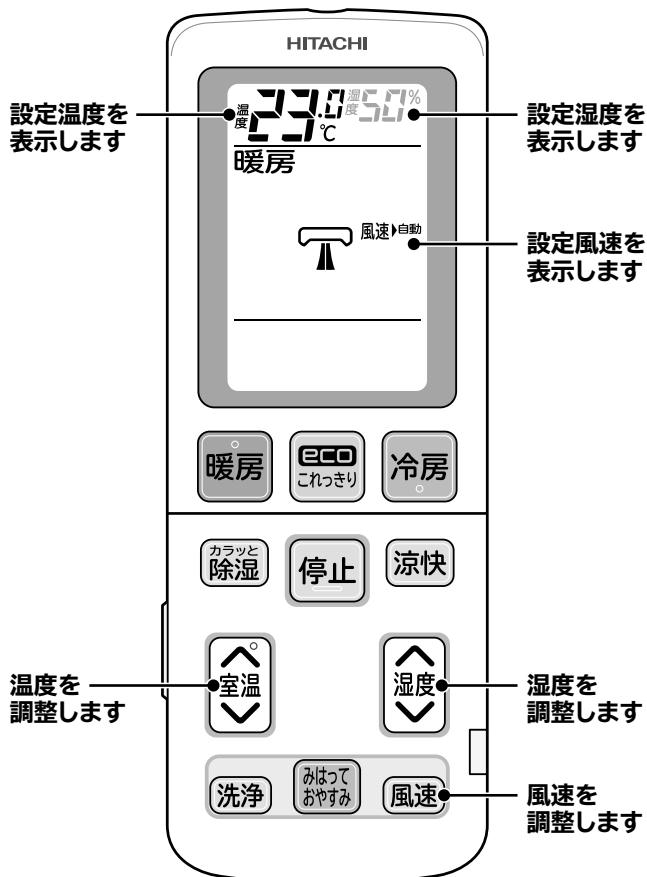 HITACHI
設定温度を
表示します
温度 23.0 ℃
湿度 50 %
設定湿度を
表示します
暖房
風速 自動
設定風速を
表示します
暖房
eco
これっきり
冷房
カラッと
除湿
停止
涼快
温度を
調整します
室温
湿度
湿度を
調整します
洗浄
みはって
おやすみ
風速
風速を
調整します